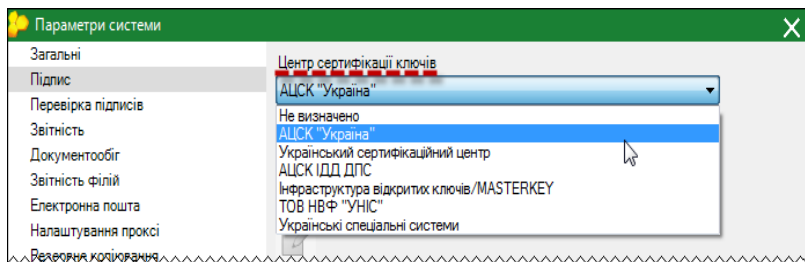 Параметри системи
Загальні
Підпис
Перевірка підписів
Звітність
Документообіг
Звітність філій
Електронна пошта
Налаштування проксі
Резервне копіювання
Центр сертифікації ключів
АЦСК "Україна"
Не визначено
АЦСК "Україна"
Український сертифікаційний центр
АЦСК ІДД ДПС
Інфраструктура відкритих ключів/MASTERKEY
ТОВ НВФ "УНІС"
Українські спеціальні системи